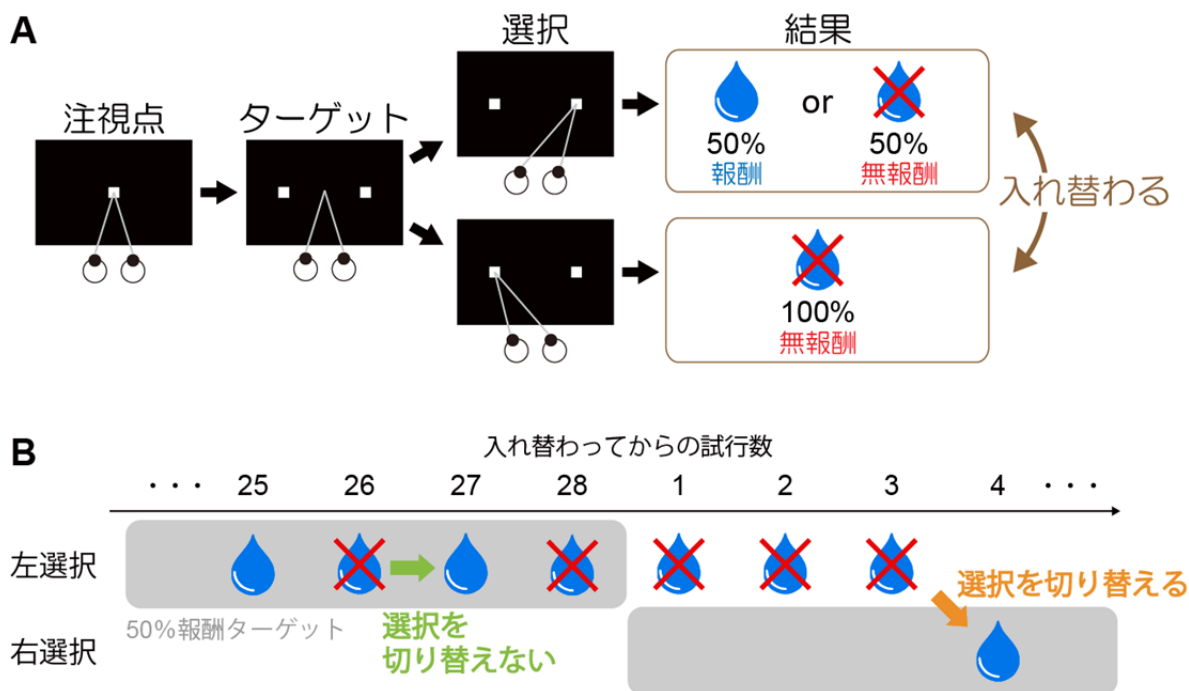 A
注視点
ターゲット
選択
結果
50%
報酬
or
50%
無報酬
100%
無報酬
入れ替わる
B
入れ替わってからの試行数
・・・ 25 26 27 28 1 2 3 4 ・・・
左選択
50%報酬ターゲット
選択を
切り替えない
選択を切り替える
右選択